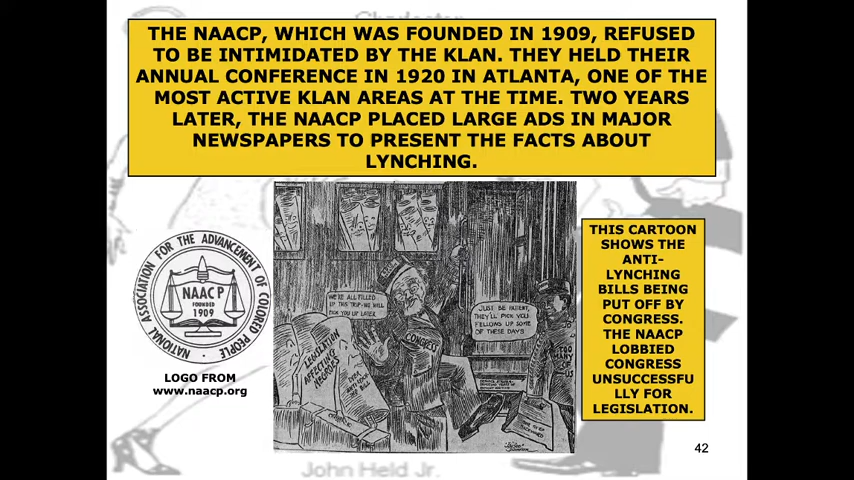 Charleston
THE NAACP, WHICH WAS FOUNDED IN 1909, REFUSED
TO BE INTIMIDATED BY THE KLAN. THEY HELD THEIR
ANNUAL CONFERENCE IN 1920 IN ATLANTA, ONE OF THE
MOST ACTIVE KLAN AREAS AT THE TIME. TWO YEARS
LATER, THE NAACP PLACED LARGE ADS IN MAJOR
NEWSPAPERS TO PRESENT THE FACTS ABOUT
LYNCHING.
NATIONAL ASSOCIATION FOR THE ADVANCEMENT OF COLORED PEOPLE
NAACP
FOUNDED
1909
LOGO FROM
www.naacp.org
WE'RE ALL FILLED
UP THIS TRIP-WE WILL
PICK YOU UP LATER
JUST BE PATIENT,
THEY'LL PICK YOU
FELLOWS UP SOME
OF THESE DAYS
CONGRESS
LEGISLATION
AFFECTING
NEGROES
DYER
BILL
THIS CARTOON
SHOWS THE
ANTI-
LYNCHING
BILLS BEING
PUT OFF BY
CONGRESS.
THE NAACP
LOBBIED
CONGRESS
UNSUCCESSFU
LLY FOR
LEGISLATION.
42
John Held Jr.